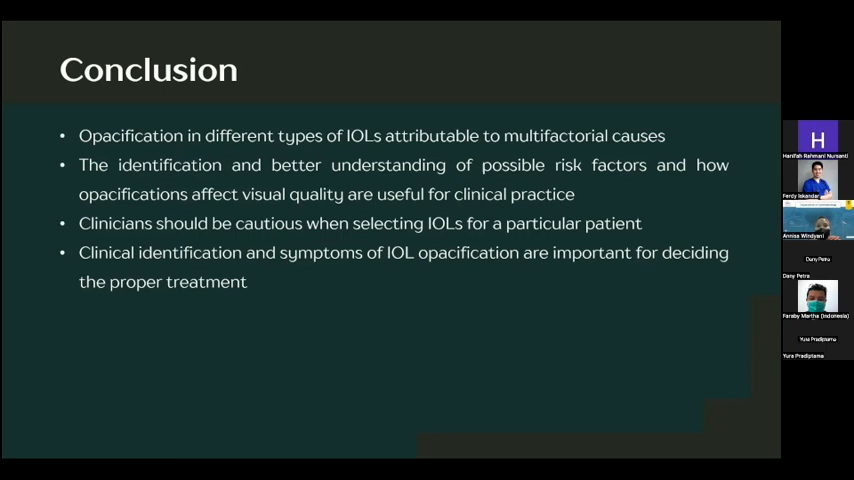 Conclusion
• Opacification in different types of IOLs attributable to multifactorial causes
• The identification and better understanding of possible risk factors and how
opacifications affect visual quality are useful for clinical practice
• Clinicians should be cautious when selecting IOLs for a particular patient
• Clinical identification and symptoms of IOL opacification are important for deciding
the proper treatment
H
Hanifah Rahmani Nursanti
Ferdy Iskandar
Annisa Windyani
Dany Petra
Dany Petra
Faraby Martha (Indonesia)
Yura Pradiptama
Yura Pradiptama